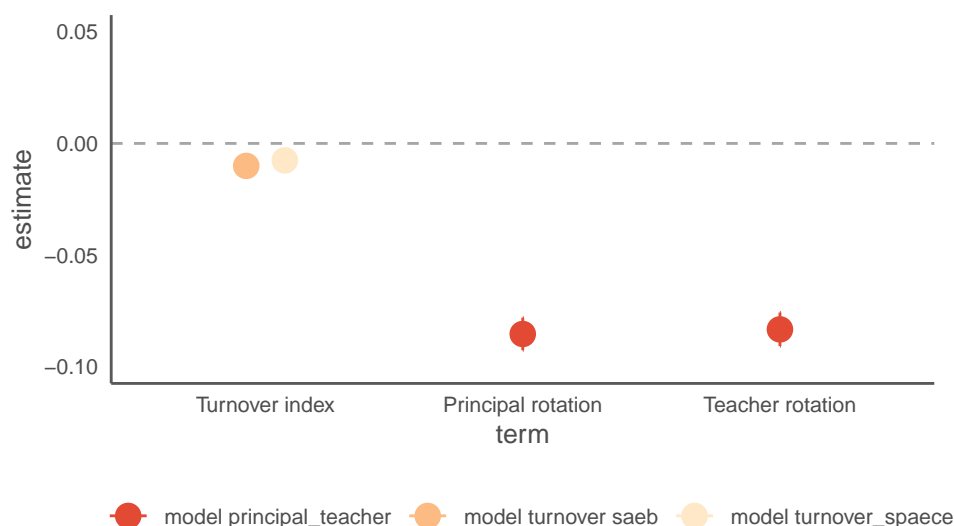 0.05
0.00
−0.05
−0.10
estimate
Turnover index
Principal rotation
Teacher rotation
term
model principal_teacher
model turnover saeb
model turnover_spaece